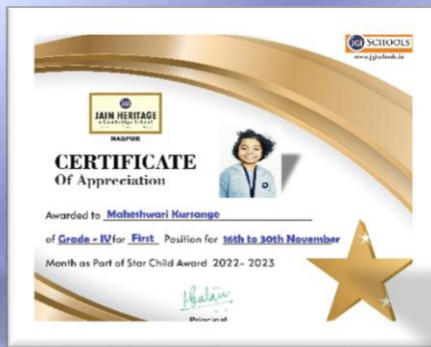 JGI SCHOOLS
www.jgischools.in
JAIN HERITAGE
a Cambridge School
NAGPUR
CERTIFICATE
Of Appreciation
Awarded to Maheshwari Kursange
of Grade - IV for First Position for 16th to 30th November
Month as Part of Star Child Award 2022- 2023
Principal